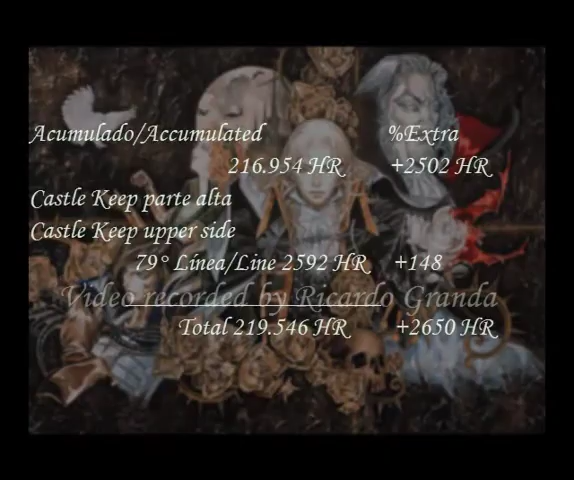 Acumulado/Accumulated %Extra
216.954 HR +2502 HR
Castle Keep parte alta
Castle Keep upper side
79° Línea/Line 2592 HR +148
Video recorded by Ricardo Granda
Total 219.546 HR +2650 HR